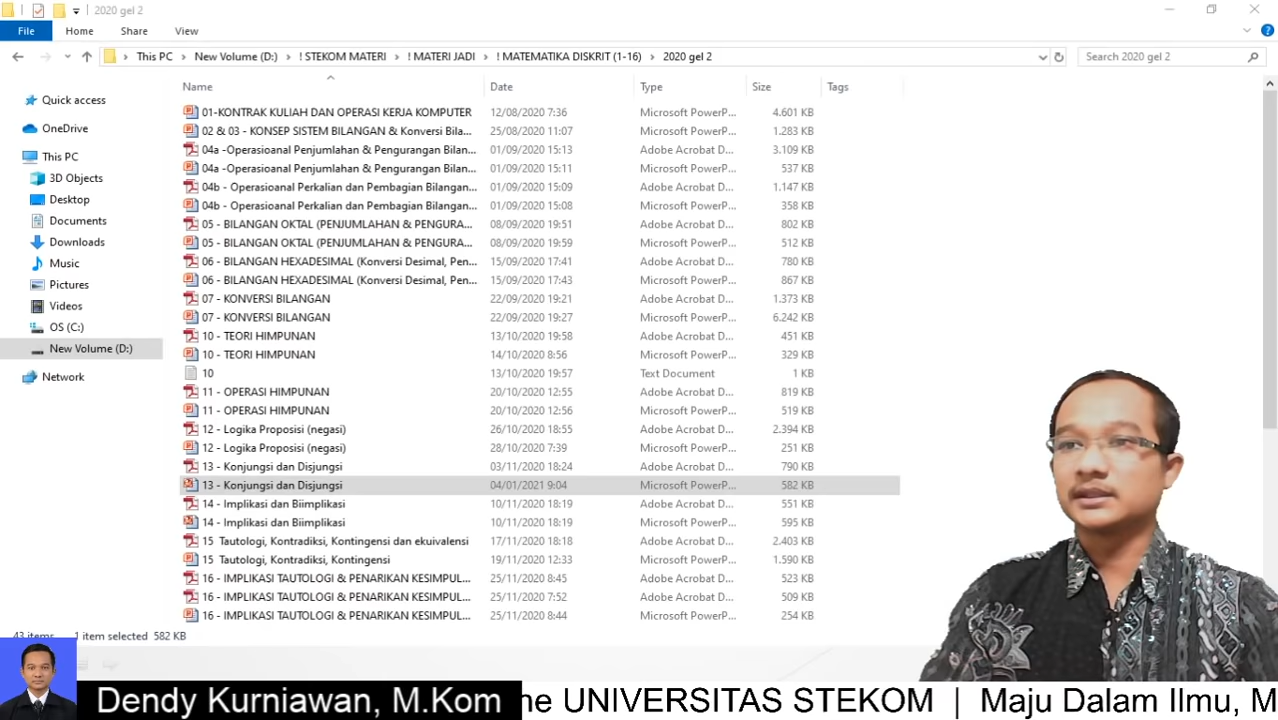 2020 gel 2
File Home Share View
This PC New Volume (D:) ! STEKOM MATERI ! MATERI JADI ! MATEMATIKA DISKRIT (1-16) 2020 gel 2 Search 2020 gel 2
Name Date Type Size Tags
Quick access
OneDrive
This PC
3D Objects
Desktop
Documents
Downloads
Music
Pictures
Videos
OS (C:)
New Volume (D:)
Network
01-KONTRAK KULIAH DAN OPERASI KERJA KOMPUTER 12/08/2020 7:36 Microsoft PowerP... 4.601 KB
02 & 03 - KONSEP SISTEM BILANGAN & Konversi Bila... 25/08/2020 11:07 Microsoft PowerP... 1.283 KB
04a -Operasioanal Penjumlahan & Pengurangan Bilan... 01/09/2020 15:13 Adobe Acrobat D... 3.109 KB
04a -Operasioanal Penjumlahan & Pengurangan Bilan... 01/09/2020 15:11 Microsoft PowerP... 537 KB
04b - Operasioanal Perkalian dan Pembagian Bilangan... 01/09/2020 15:09 Adobe Acrobat D... 1.147 KB
04b - Operasioanal Perkalian dan Pembagian Bilangan... 01/09/2020 15:08 Microsoft PowerP... 358 KB
05 - BILANGAN OKTAL (PENJUMLAHAN & PENGURA... 08/09/2020 19:51 Adobe Acrobat D... 802 KB
05 - BILANGAN OKTAL (PENJUMLAHAN & PENGURA... 08/09/2020 19:59 Microsoft PowerP... 512 KB
06 - BILANGAN HEXADESIMAL (Konversi Desimal, Pen... 15/09/2020 17:41 Adobe Acrobat D... 780 KB
06 - BILANGAN HEXADESIMAL (Konversi Desimal, Pen... 15/09/2020 17:43 Microsoft PowerP... 867 KB
07 - KONVERSI BILANGAN 22/09/2020 19:21 Adobe Acrobat D... 1.373 KB
07 - KONVERSI BILANGAN 22/09/2020 19:27 Microsoft PowerP... 6.242 KB
10 - TEORI HIMPUNAN 13/10/2020 19:58 Adobe Acrobat D... 451 KB
10 - TEORI HIMPUNAN 14/10/2020 8:56 Microsoft PowerP... 329 KB
10 13/10/2020 19:57 Text Document 1 KB
11 - OPERASI HIMPUNAN 20/10/2020 12:55 Adobe Acrobat D... 819 KB
11 - OPERASI HIMPUNAN 20/10/2020 12:56 Microsoft PowerP... 519 KB
12 - Logika Proposisi (negasi) 26/10/2020 18:55 Adobe Acrobat D... 2.394 KB
12 - Logika Proposisi (negasi) 28/10/2020 7:39 Microsoft PowerP... 251 KB
13 - Konjungsi dan Disjungsi 03/11/2020 18:24 Adobe Acrobat D... 790 KB
13 - Konjungsi dan Disjungsi 04/01/2021 9:04 Microsoft PowerP... 582 KB
14 - Implikasi dan Biimplikasi 10/11/2020 18:19 Adobe Acrobat D... 551 KB
14 - Implikasi dan Biimplikasi 10/11/2020 18:19 Microsoft PowerP... 595 KB
15 Tautologi, Kontradiksi, Kontingensi dan ekuivalensi 17/11/2020 18:18 Adobe Acrobat D... 2.403 KB
15 Tautologi, Kontradiksi, Kontingensi 19/11/2020 12:33 Microsoft PowerP... 1.590 KB
16 - IMPLIKASI TAUTOLOGI & PENARIKAN KESIMPUL... 25/11/2020 8:45 Adobe Acrobat D... 523 KB
16 - IMPLIKASI TAUTOLOGI & PENARIKAN KESIMPUL... 25/11/2020 7:52 Adobe Acrobat D... 509 KB
16 - IMPLIKASI TAUTOLOGI & PENARIKAN KESIMPUL... 25/11/2020 8:44 Microsoft PowerP... 254 KB
43 items 1 item selected 582 KB
Dendy Kurniawan, M.Kom ne UNIVERSITAS STEKOM | Maju Dalam Ilmu, M